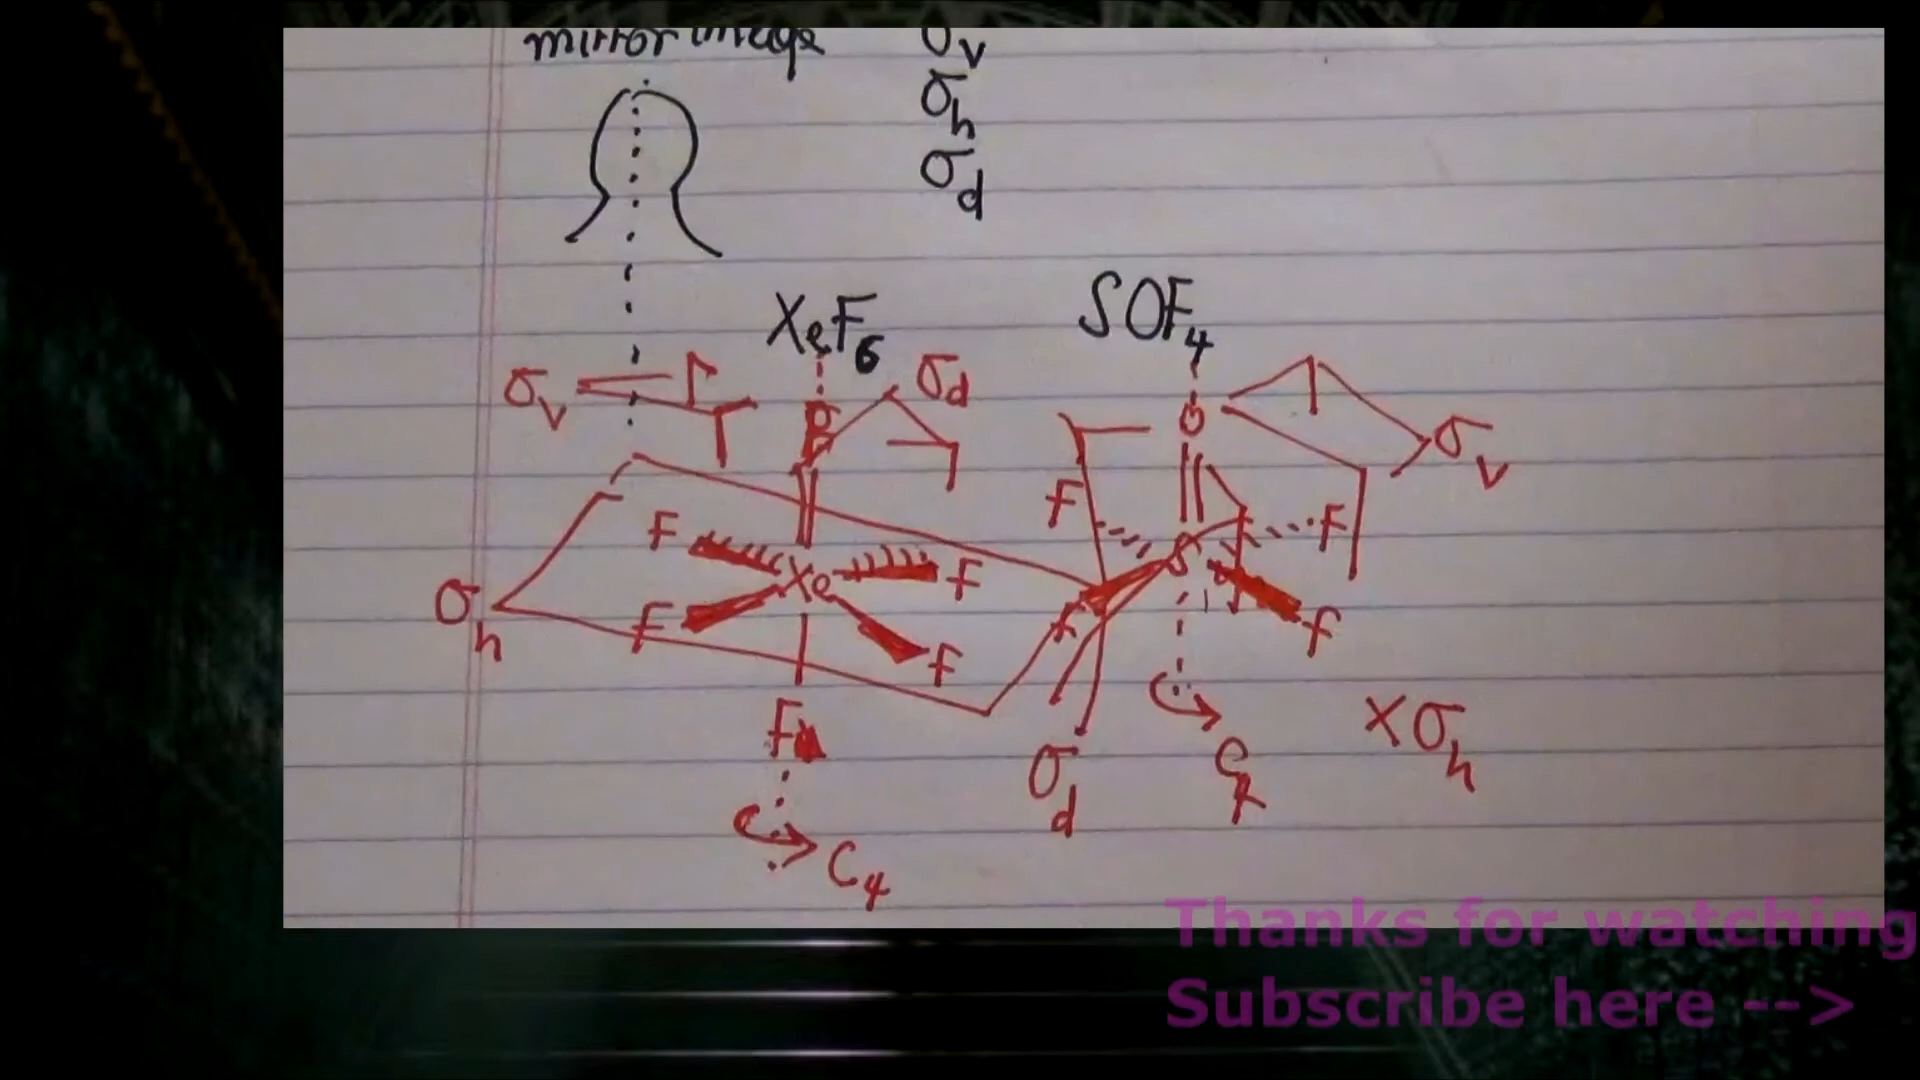 mirror image
σv
σh
σd
XeF6
SOF4
σv
σd
O
σv
F
F
F
Xe
F
S
σh
F
F
F
F
F
σd
C4
xσh
C4
Thanks for watching
Subscribe here -->